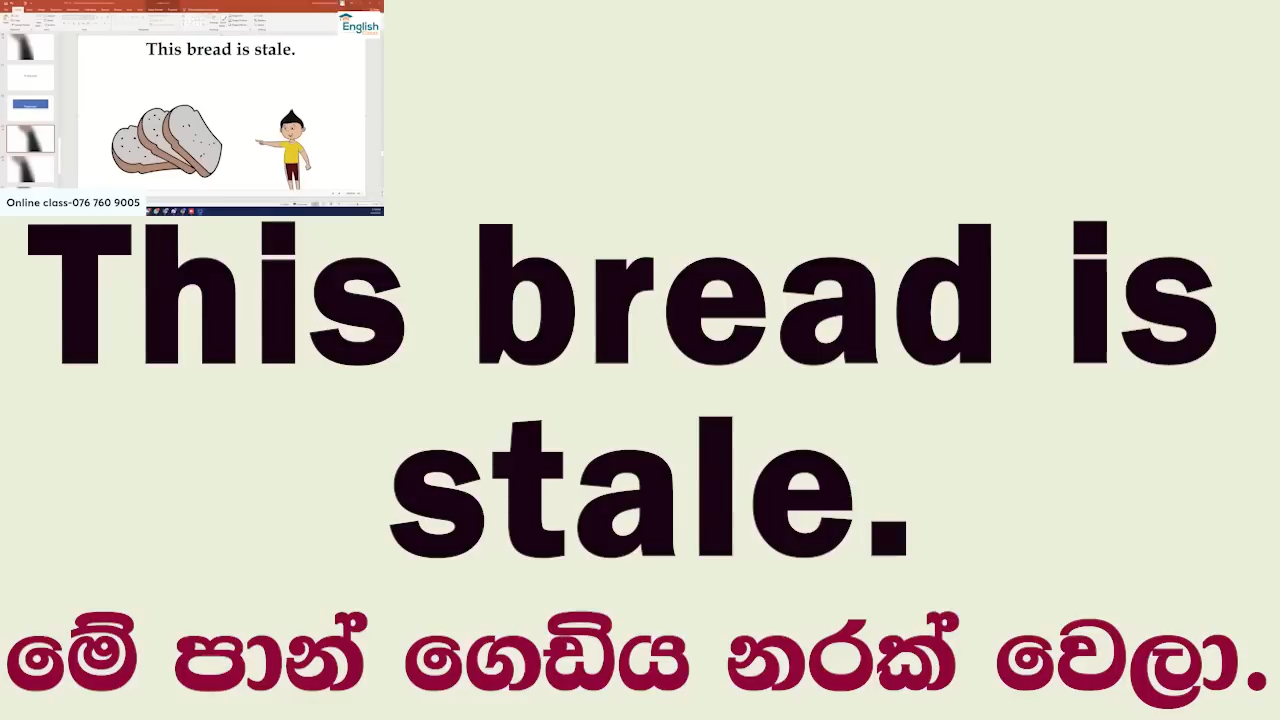 English
This bread is stale.
Online class-076 760 9005
This bread is
stale.
මේ පාන් ගෙඩිය නරක් වෙලා.